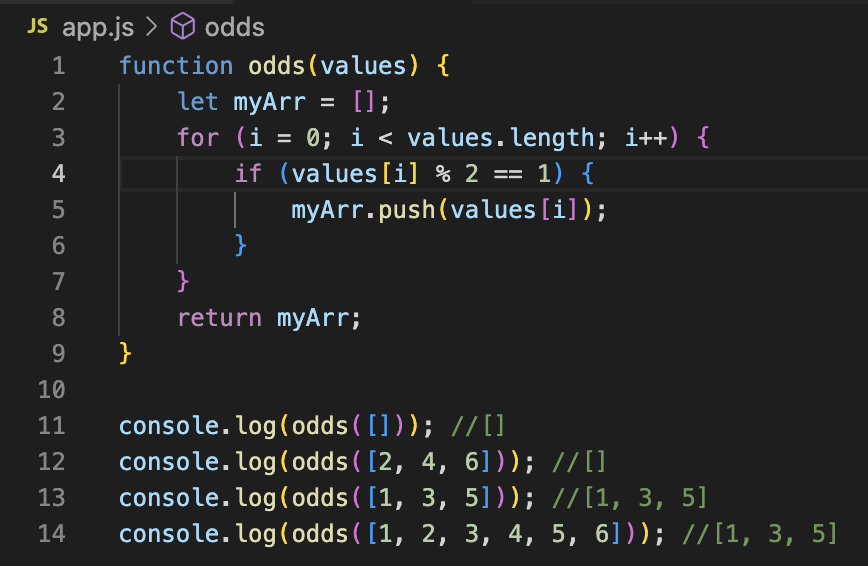 JS app.js > odds
1 function odds(values) {
2 let myArr = [];
3 for (i = 0; i < values.length; i++) {
4 if (values[i] % 2 == 1) {
5 myArr.push(values[i]);
6 }
7 }
8 return myArr;
9 }
10
11 console.log(odds([])); //[]
12 console.log(odds([2, 4, 6])); //[]
13 console.log(odds([1, 3, 5])); //[1, 3, 5]
14 console.log(odds([1, 2, 3, 4, 5, 6])); //[1, 3, 5]